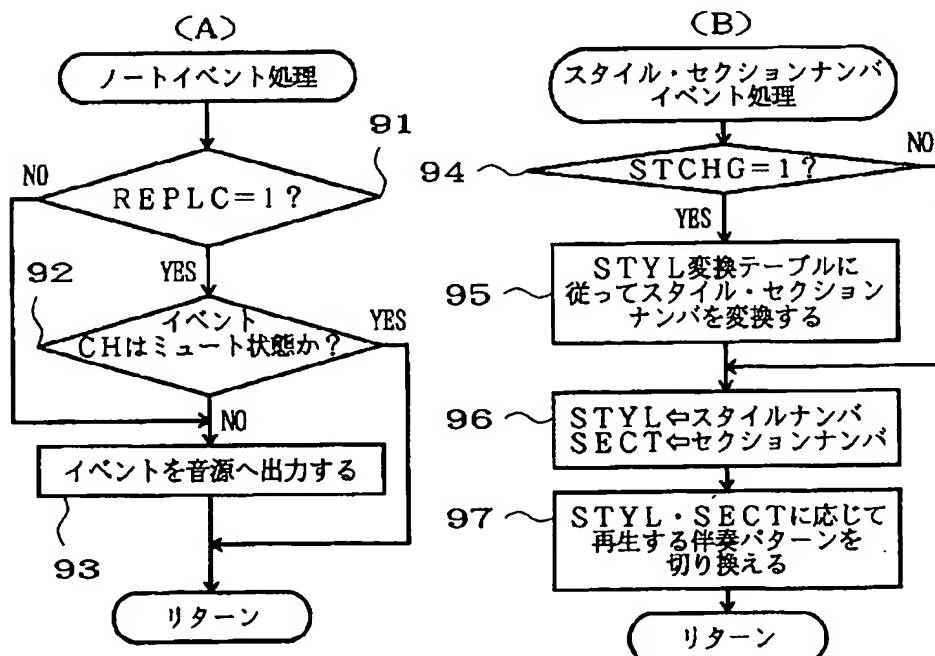 (A)
ノートイベント処理
91
NO
REPLC=1?
92
YES
イベント
CHはミュート状態か?
YES
NO
イベントを音源へ出力する
93
リターン
(B)
スタイル・セクションナンバ
イベント処理
NO
94
STCHG=1?
YES
95
STYL変換テーブルに
従ってスタイル・セクション
ナンバを変換する
96
STYL⇦スタイルナンバ
SECT⇦セクションナンバ
97
STYL・SECTに応じて
再生する伴奏パターンを
切り換える
リターン